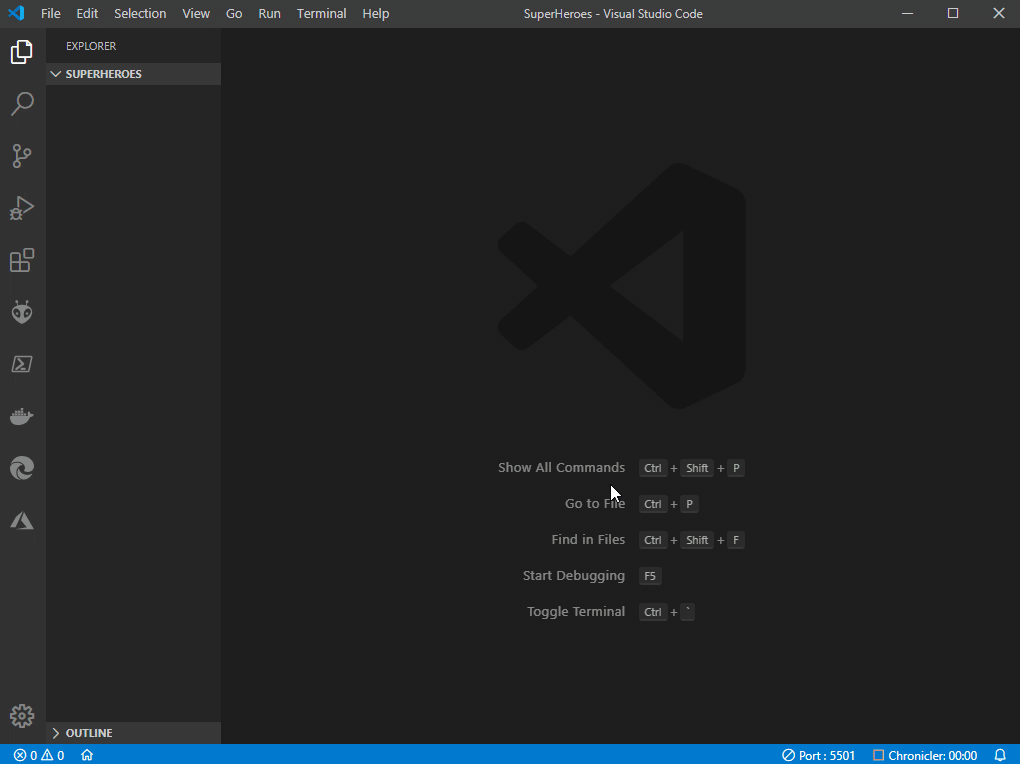 File Edit Selection View Go Run Terminal Help SuperHeroes - Visual Studio Code
EXPLORER
SUPERHEROES
Show All Commands Ctrl + Shift + P
Go to File Ctrl + P
Find in Files Ctrl + Shift + F
Start Debugging F5
Toggle Terminal Ctrl + `
OUTLINE
0 0 Port : 5501 Chronicler: 00:00